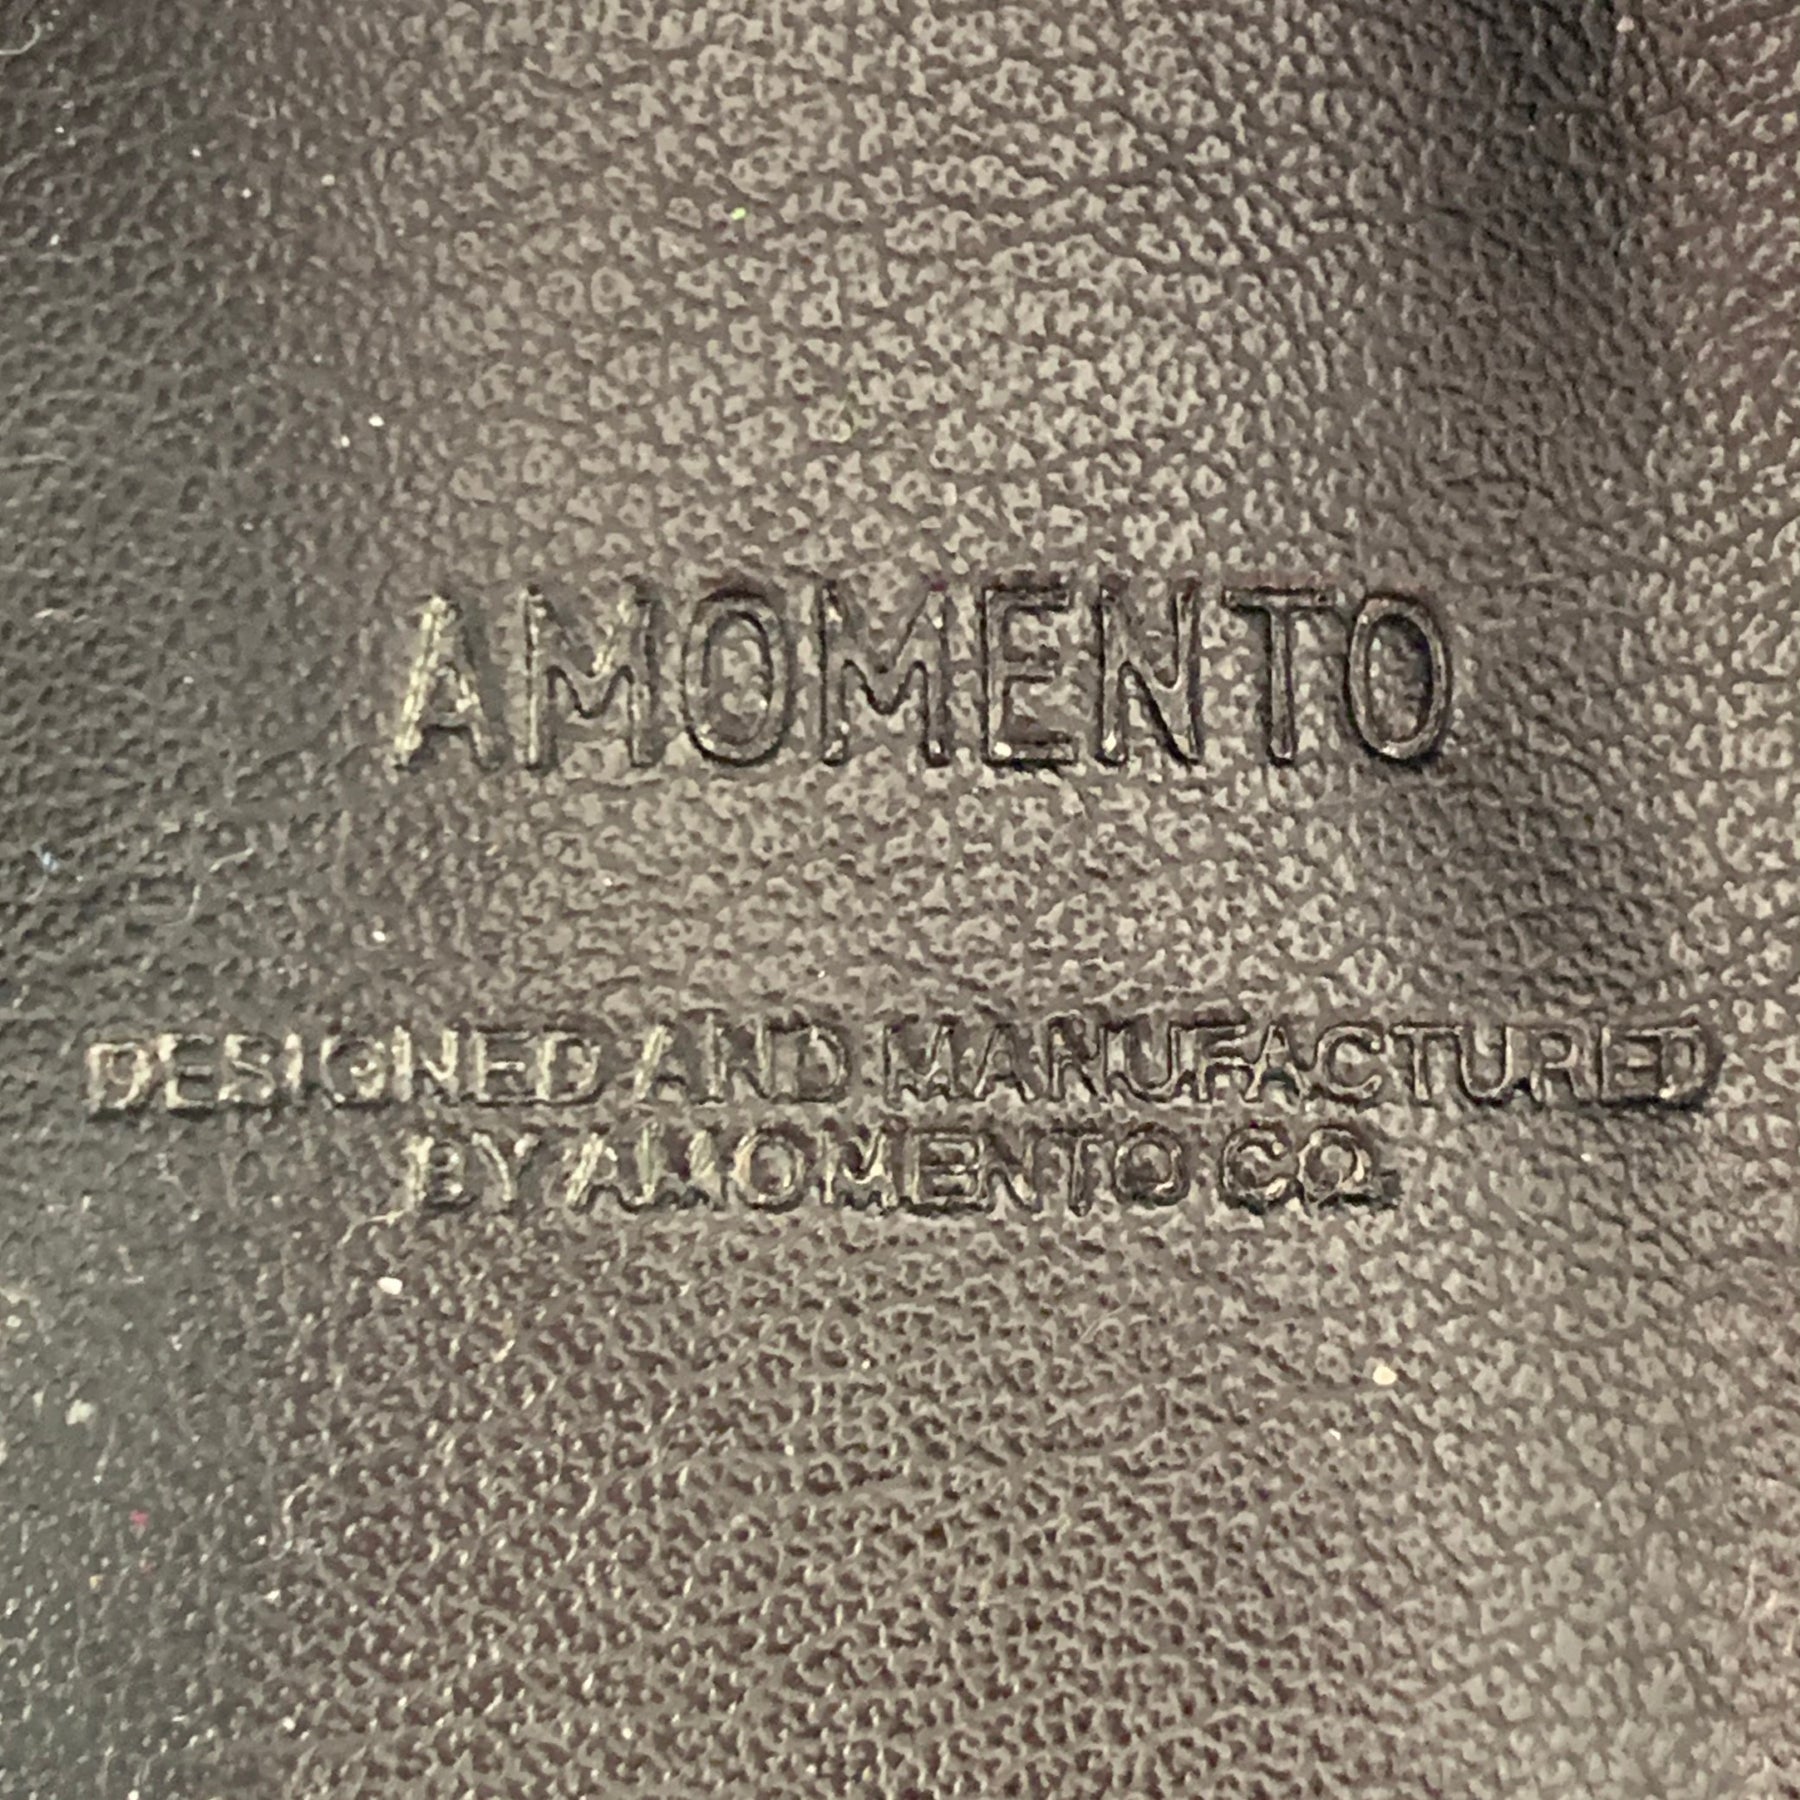 AMOMENTO
DESIGNED AND MANUFACTURED
BY AMOMENTO CO.